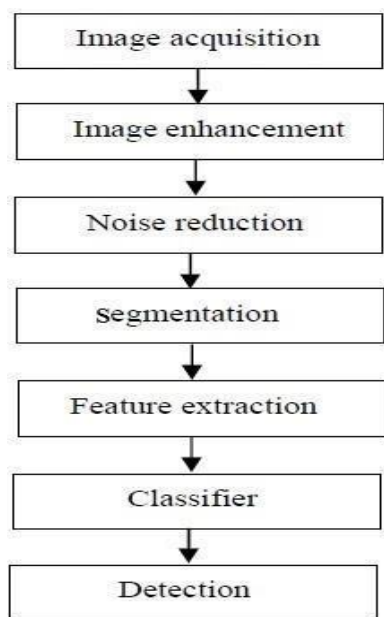 Image acquisition
Image enhancement
Noise reduction
Segmentation
Feature extraction
Classifier
Detection